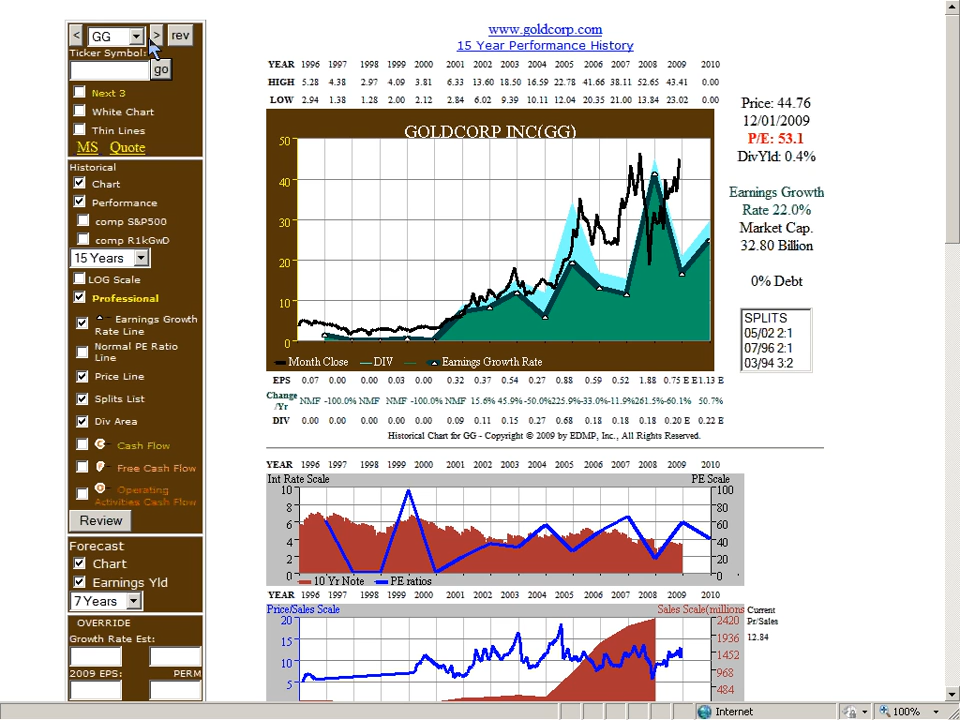 < GG > rev
Ticker Symbol:
go
Next 3
White Chart
Thin Lines
MS Quote
Historical
Chart
Performance
comp S&P500
comp R1kGwD
15 Years
LOG Scale
Professional
Earnings Growth
Rate Line
Normal PE Ratio
Line
Price Line
Splits List
Div Area
Cash Flow
Free Cash Flow
Operating
Activities Cash Flow
Review
Forecast
Chart
Earnings Yld
7 Years
OVERRIDE
Growth Rate Est:
2009 EPS: PERM
www.goldcorp.com
15 Year Performance History
YEAR 1996 1997 1998 1999 2000 2001 2002 2003 2004 2005 2006 2007 2008 2009 2010
HIGH 5.28 4.38 2.97 4.09 3.81 6.33 13.60 18.50 16.59 22.78 41.66 38.11 52.65 43.41 0.00
LOW 2.94 1.38 1.28 2.00 2.12 2.84 6.02 9.39 10.11 12.04 20.35 21.00 13.84 23.02 0.00
GOLDCORP INC(GG)
50
40
30
20
10
0
Month Close DIV Earnings Growth Rate
EPS 0.07 0.00 0.00 0.03 0.00 0.32 0.37 0.54 0.27 0.88 0.59 0.52 1.88 0.75 E E1.13 E
Change
/Yr NMF -100.0% NMF NMF -100.0% NMF 15.6% 45.9% -50.0%225.9%-33.0%-11.9%261.5%-60.1% 50.7%
DIV 0.00 0.00 0.00 0.00 0.00 0.09 0.11 0.15 0.27 0.68 0.18 0.18 0.18 0.20 E 0.22 E
Historical Chart for GG - Copyright © 2009 by EDMP, Inc., All Rights Reserved.
Price: 44.76
12/01/2009
P/E: 53.1
DivYld: 0.4%
Earnings Growth
Rate 22.0%
Market Cap.
32.80 Billion
0% Debt
SPLITS
05/02 2:1
07/96 2:1
03/94 3:2
YEAR 1996 1997 1998 1999 2000 2001 2002 2003 2004 2005 2006 2007 2008 2009 2010
Int Rate Scale PE Scale
10 100
8 80
6 60
4 40
2 20
0 0
10 Yr Note PE ratios
YEAR 1996 1997 1998 1999 2000 2001 2002 2003 2004 2005 2006 2007 2008 2009 2010
Price/Sales Scale Sales Scale(millions
Current
Pr/Sales
12.84
20 2420
15 1936
10 1452
968
5 484
Internet 100%